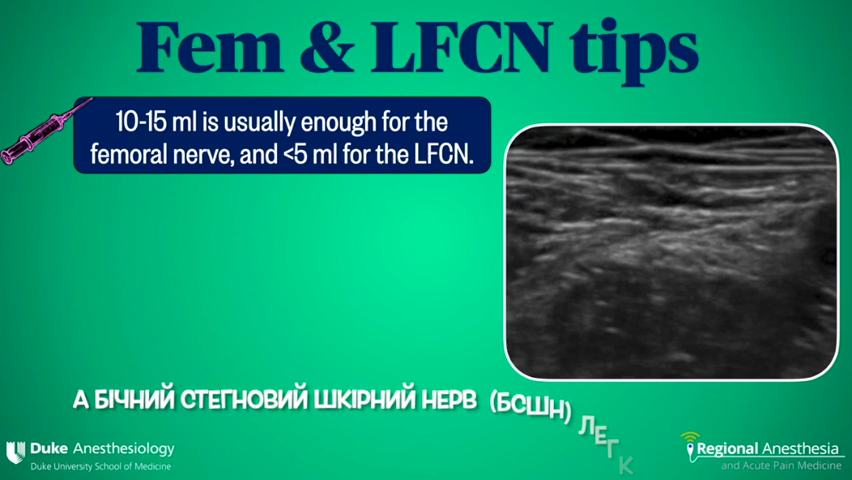 Fem & LFCN tips
10-15 ml is usually enough for the
femoral nerve, and <5 ml for the LFCN.
А БІЧНИЙ СТЕГНОВИЙ ШКІРНИЙ НЕРВ (БСШН) ЛЕГК
Duke Anesthesiology
Duke University School of Medicine
Regional Anesthesia
and Acute Pain Medicine